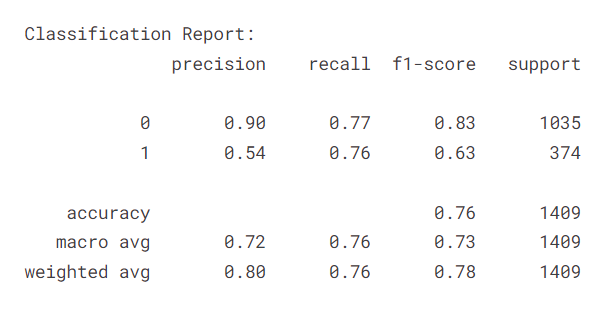 Classification Report:
precision recall f1-score support
0 0.90 0.77 0.83 1035
1 0.54 0.76 0.63 374
accuracy 0.76 1409
macro avg 0.72 0.76 0.73 1409
weighted avg 0.80 0.76 0.78 1409